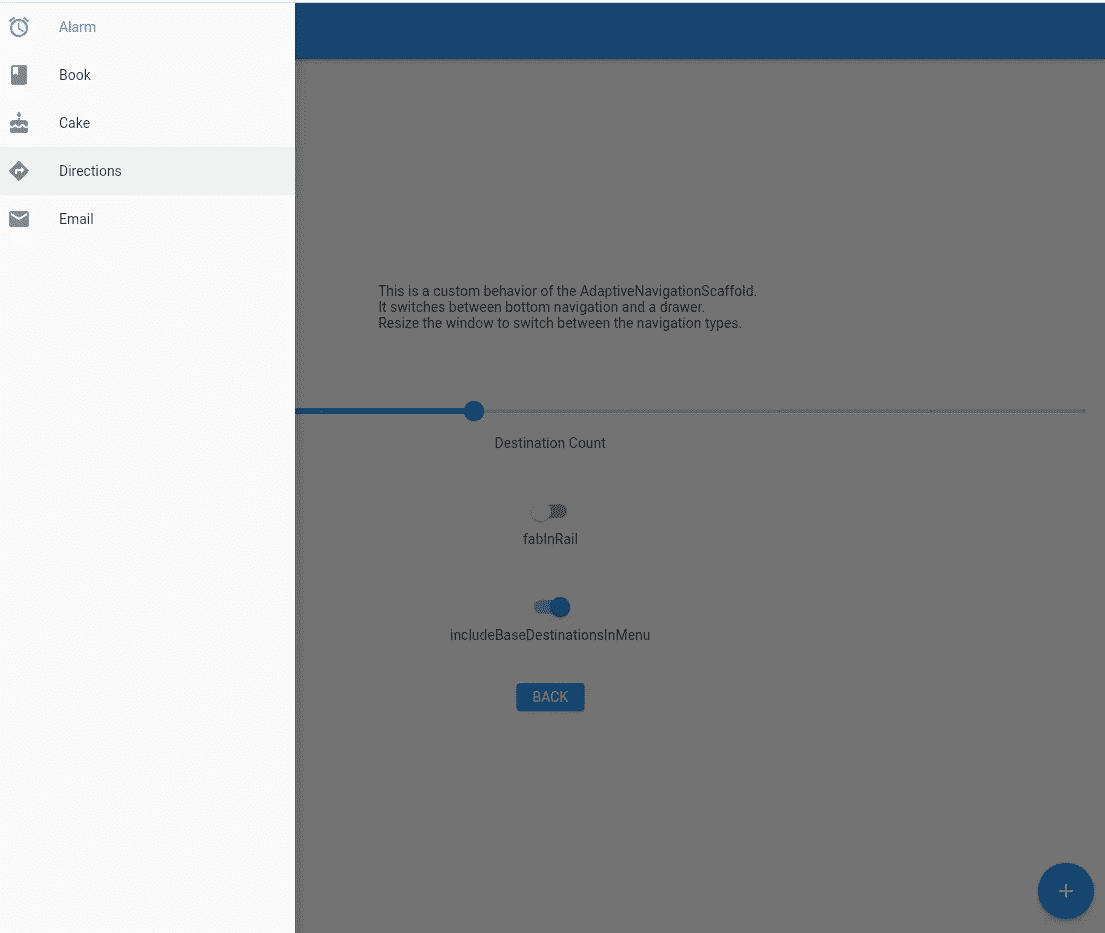 Alarm
Book
Cake
Directions
Email
This is a custom behavior of the AdaptiveNavigationScaffold.
It switches between bottom navigation and a drawer.
Resize the window to switch between the navigation types.
Destination Count
fabInRail
includeBaseDestinationsInMenu
BACK